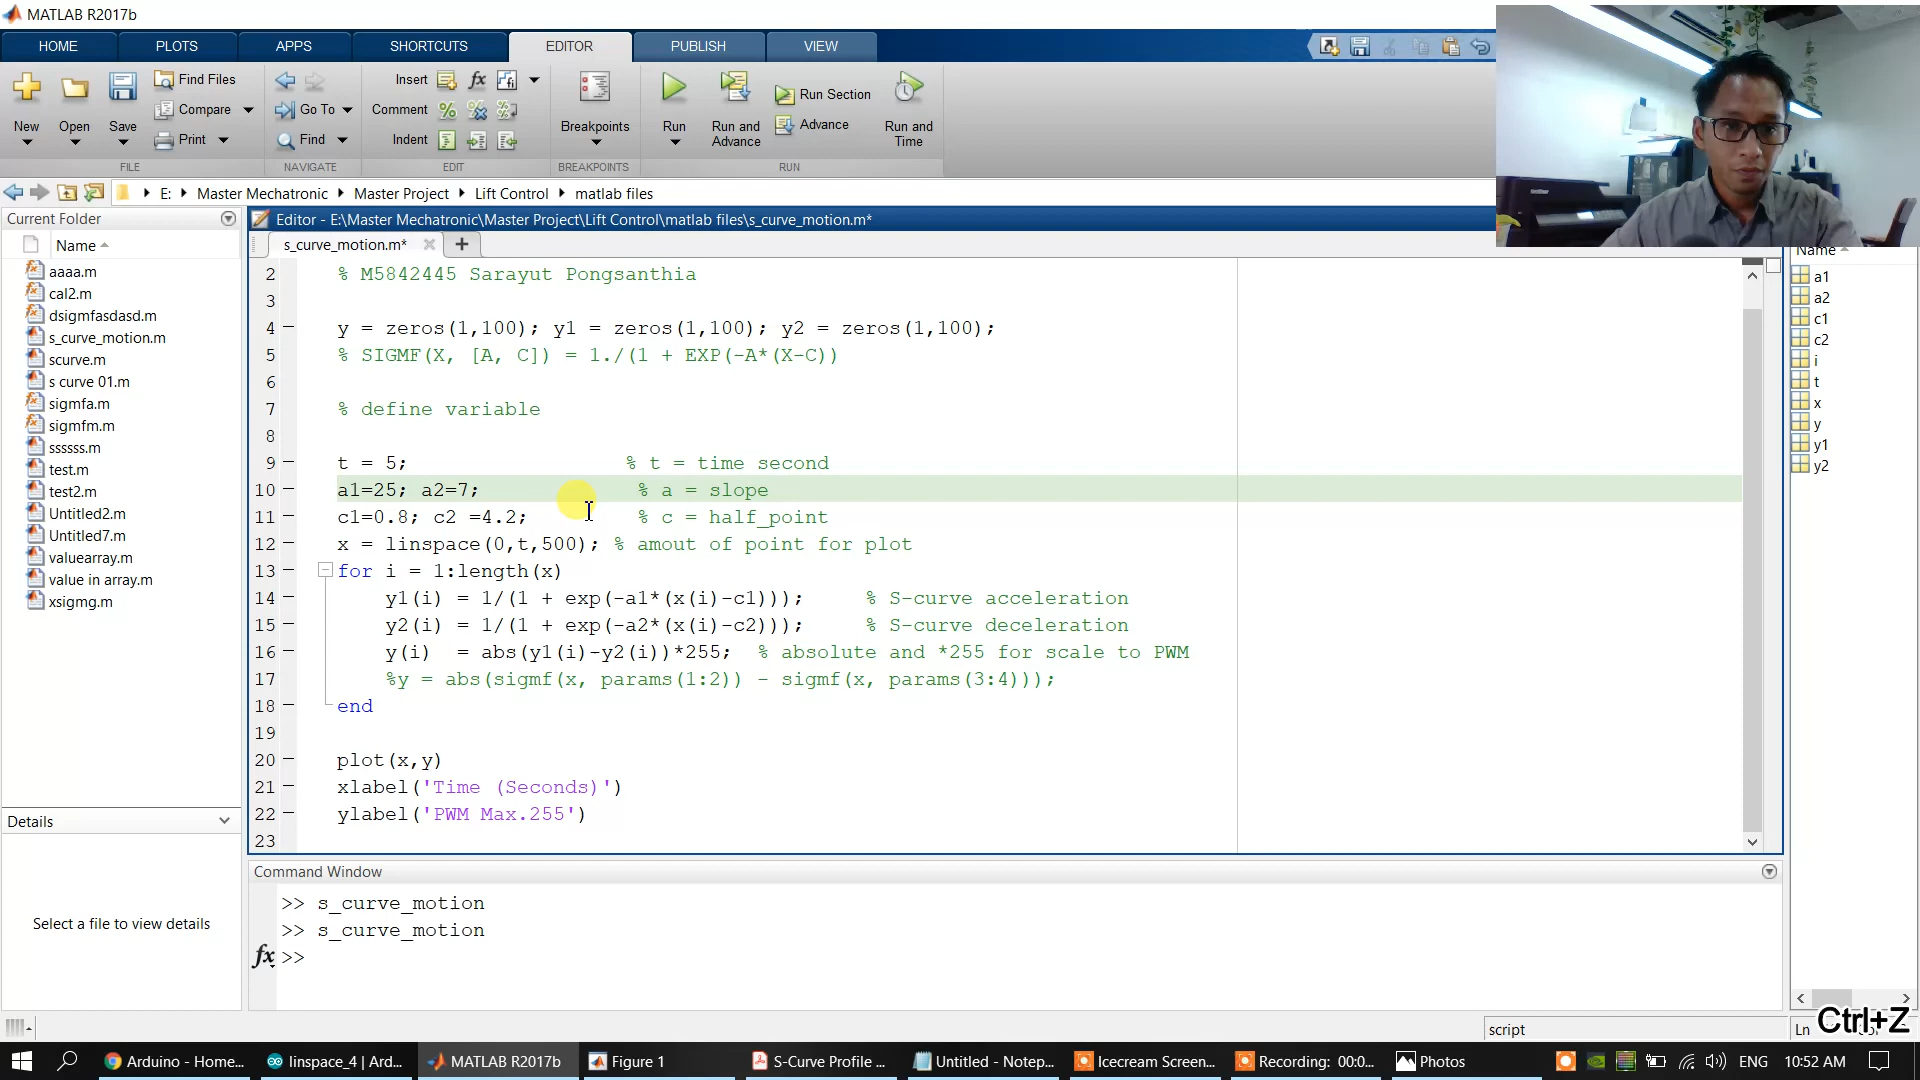 MATLAB R2017b
HOME
PLOTS
APPS
SHORTCUTS
EDITOR
PUBLISH
VIEW
New
Open
Save
Find Files
Compare
Print
Go To
Find
Insert
fx
Comment
Indent
Breakpoints
Run
Run and Advance
Run Section
Advance
Run and Time
FILE
NAVIGATE
EDIT
BREAKPOINTS
RUN
E: Master Mechatronic Master Project Lift Control matlab files
Current Folder
Name
aaaa.m
cal2.m
dsigmfasdasd.m
s_curve_motion.m
scurve.m
s curve 01.m
sigmfa.m
sigmfm.m
ssssss.m
test.m
test2.m
Untitled2.m
Untitled7.m
valuearray.m
value in array.m
xsigmg.m
Details
Select a file to view details
Editor - E:\Master Mechatronic\Master Project\Lift Control\matlab files\s_curve_motion.m*
s_curve_motion.m*
2 % M5842445 Sarayut Pongsanthia
3
4 y = zeros(1,100); y1 = zeros(1,100); y2 = zeros(1,100);
5 % SIGMF(X, [A, C]) = 1./(1 + EXP(-A*(X-C))
6
7 % define variable
8
9 t = 5; % t = time second
10 a1=25; a2=7; % a = slope
11 c1=0.8; c2 =4.2; % c = half_point
12 x = linspace(0,t,500); % amout of point for plot
13 for i = 1:length(x)
14 y1(i) = 1/(1 + exp(-a1*(x(i)-c1))); % S-curve acceleration
15 y2(i) = 1/(1 + exp(-a2*(x(i)-c2))); % S-curve deceleration
16 y(i) = abs(y1(i)-y2(i))*255; % absolute and *255 for scale to PWM
17 %y = abs(sigmf(x, params(1:2)) - sigmf(x, params(3:4)));
18 end
19
20 plot(x,y)
21 xlabel('Time (Seconds)')
22 ylabel('PWM Max.255')
23
Command Window
>> s_curve_motion
>> s_curve_motion
fx >>
Name
a1
a2
c1
c2
i
t
x
y
y1
y2
script
Ln
Ctrl+Z
Arduino - Home...
linspace_4 | Ard...
MATLAB R2017b
Figure 1
S-Curve Profile ...
Untitled - Notep...
Icecream Screen...
Recording: 00:0...
Photos
ENG
10:52 AM